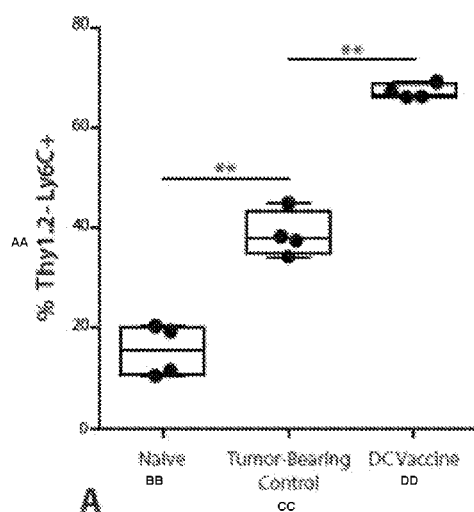 80
60
40
20
0
AA
% Thy1.2- Ly6C+
**
**
Naive
BB
Tumor-Bearing
Control
CC
DC Vaccine
DD
A